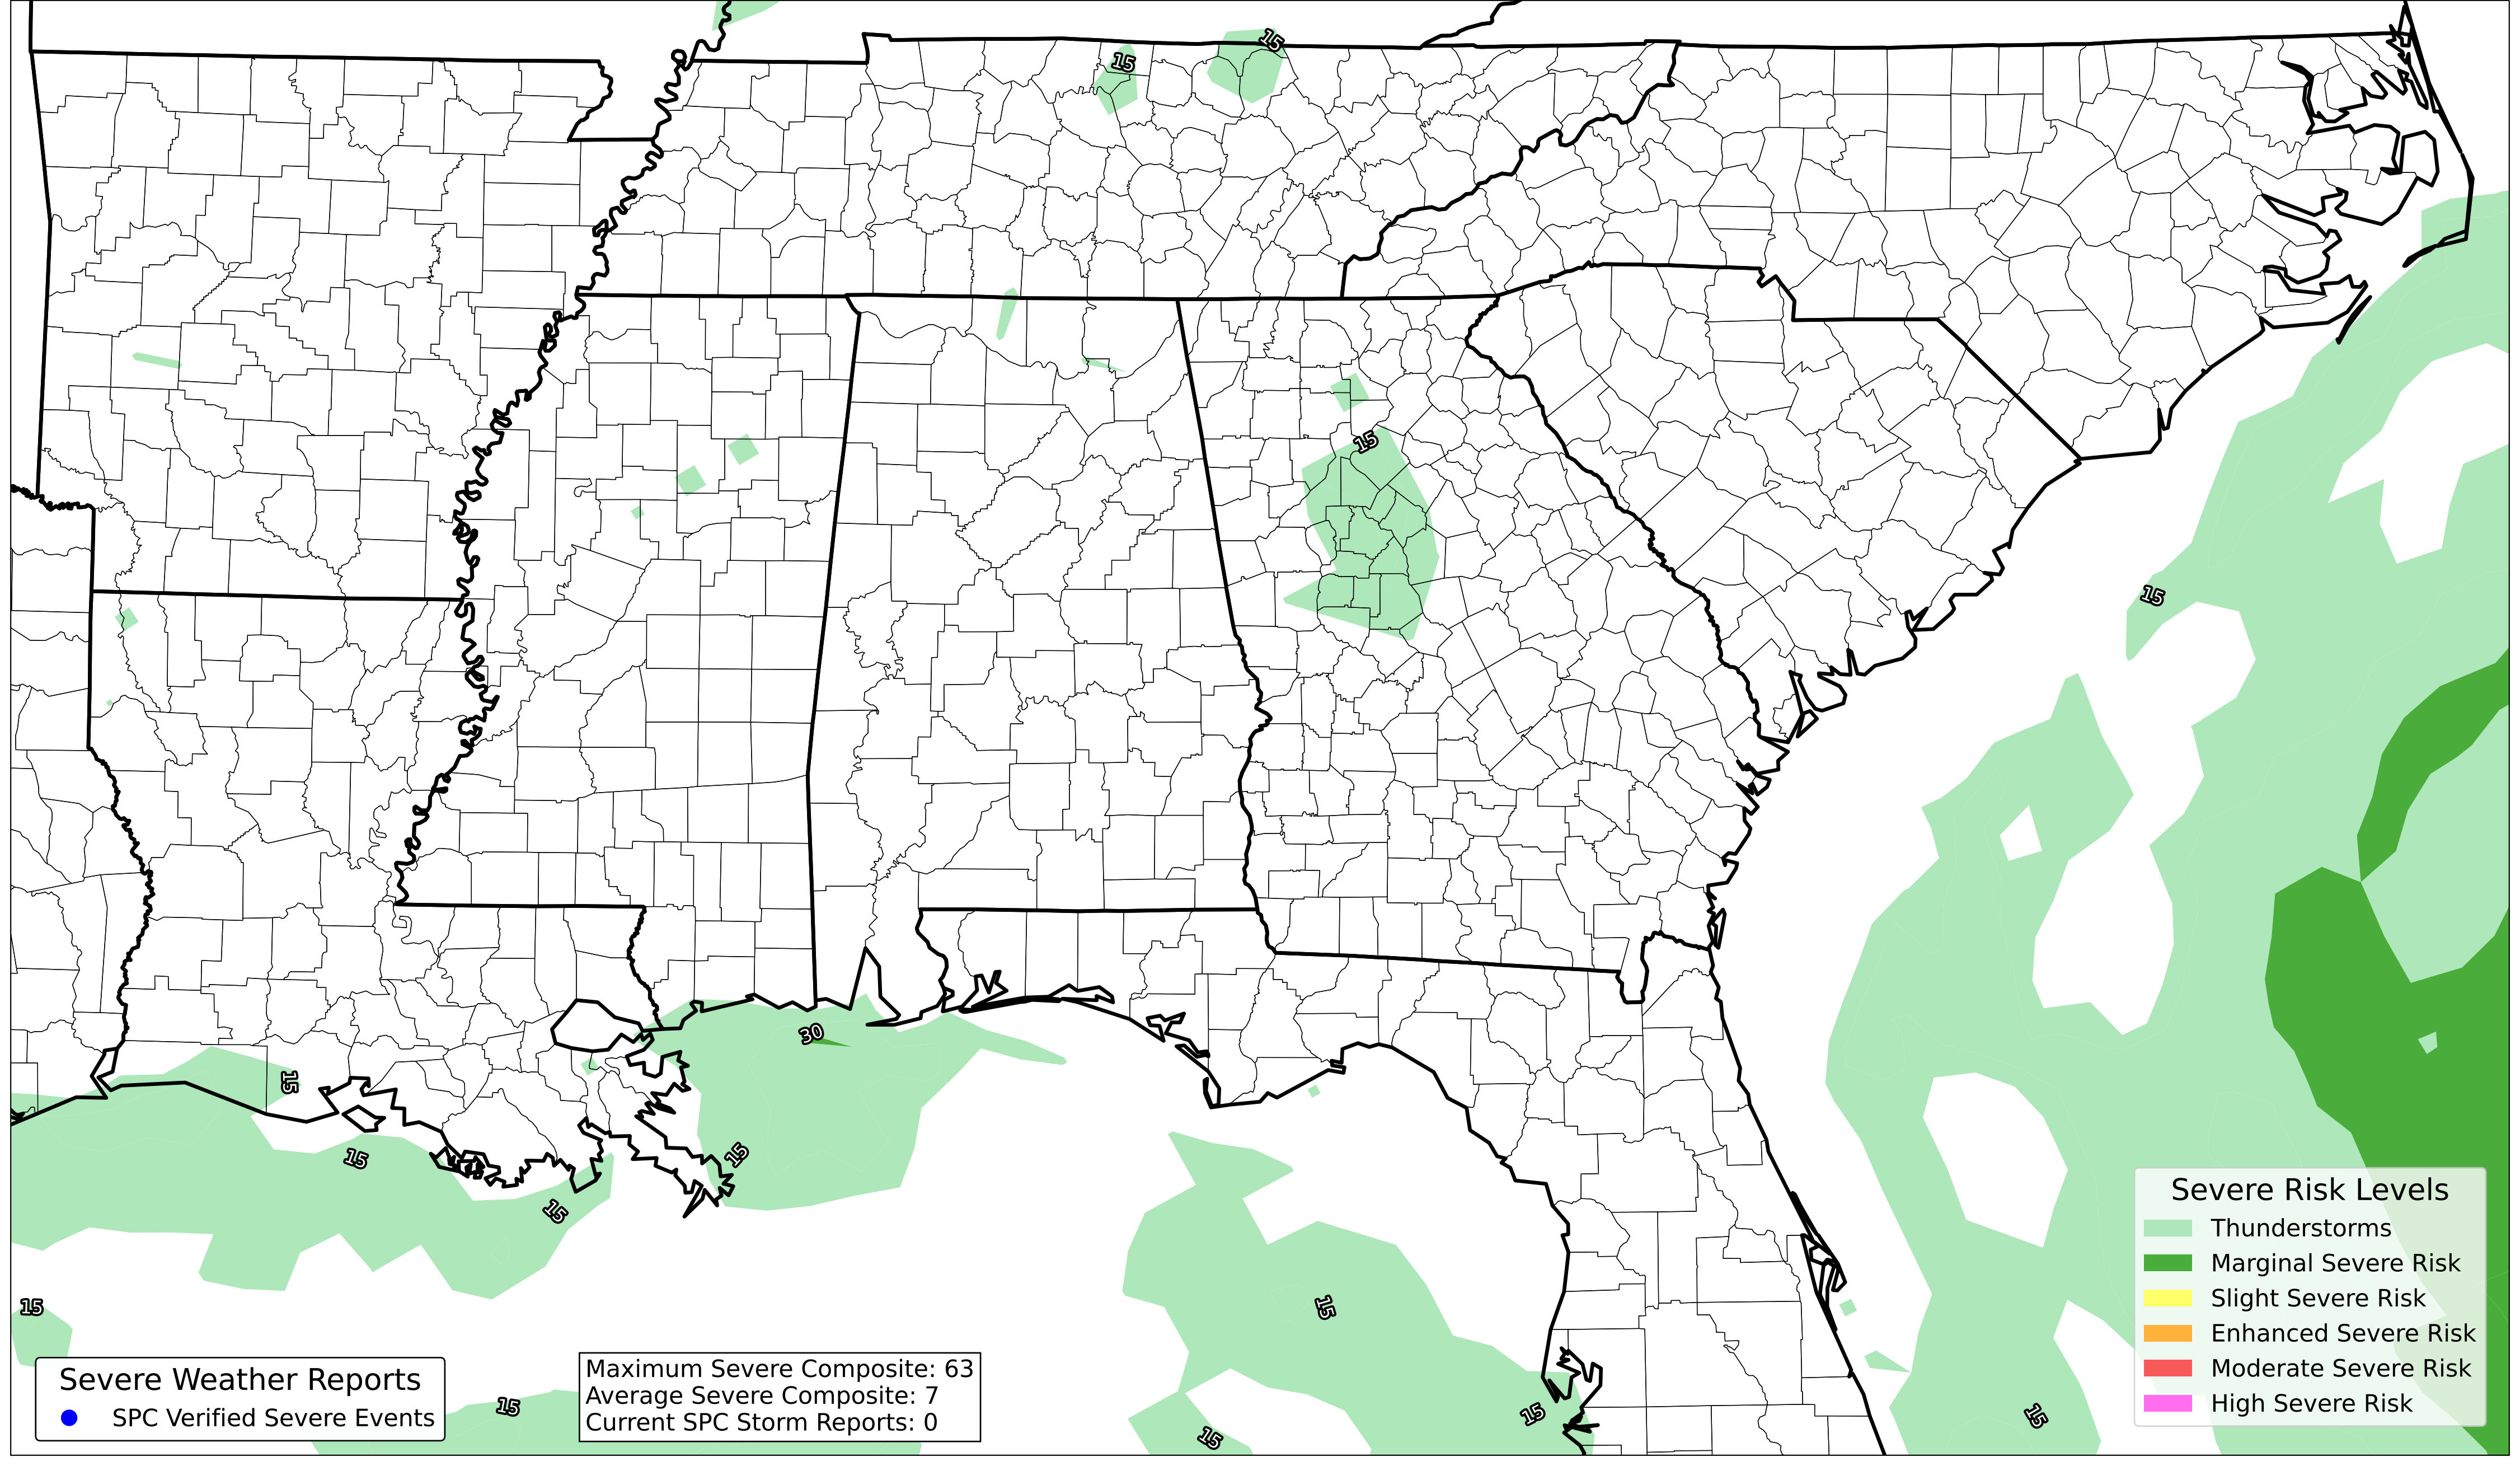 15
15
15
15
30
15
15
15
15
15
15
15
15
15
15
Severe Risk Levels
Thunderstorms
Marginal Severe Risk
Slight Severe Risk
Enhanced Severe Risk
Moderate Severe Risk
High Severe Risk
Severe Weather Reports
SPC Verified Severe Events
Maximum Severe Composite: 63
Average Severe Composite: 7
Current SPC Storm Reports: 0